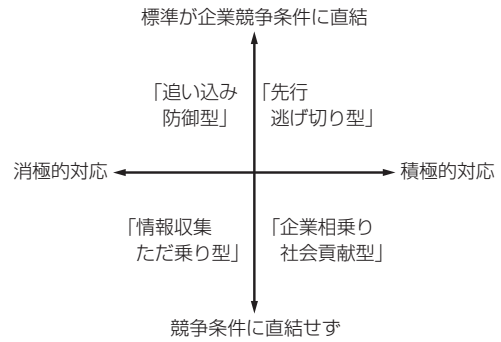 標準が企業競争条件に直結
「追い込み
防御型」
「先行
逃げ切り型」
消極的対応
積極的対応
「情報収集
ただ乗り型」
「企業相乗り
社会貢献型」
競争条件に直結せず